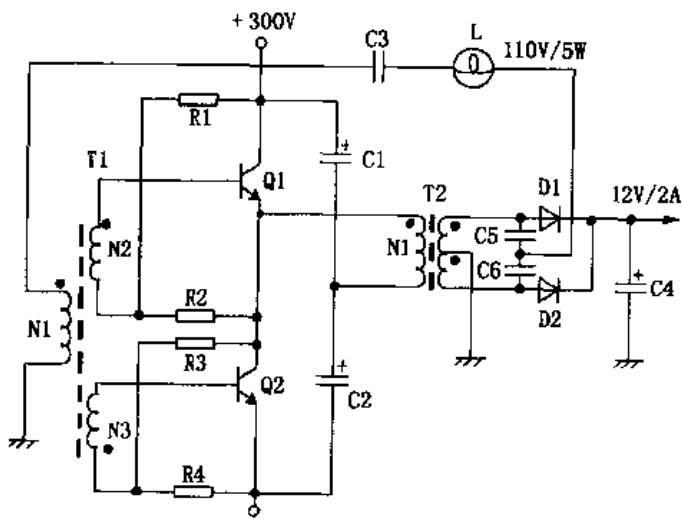 +300V
C3
L
110V/5W
R1
T1
Q1
C1
T2
D1
12V/2A
N2
N1
C5
C6
C4
R2
D2
N1
R3
Q2
C2
N3
R4